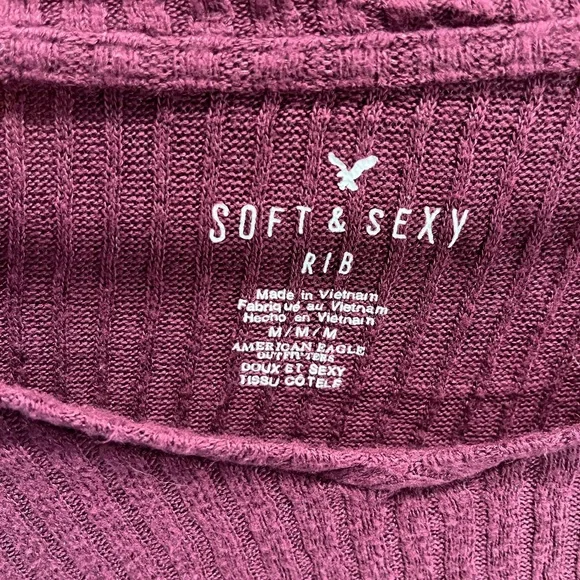 SOFT & SEXY
RIB
Made in Vietnam
Fabriqué au Vietnam
Hecho en Vietnam
M/M/M
AMERICAN EAGLE
OUTFITTERS
DOUX ET SEXY
TISSU CÔTELÉ